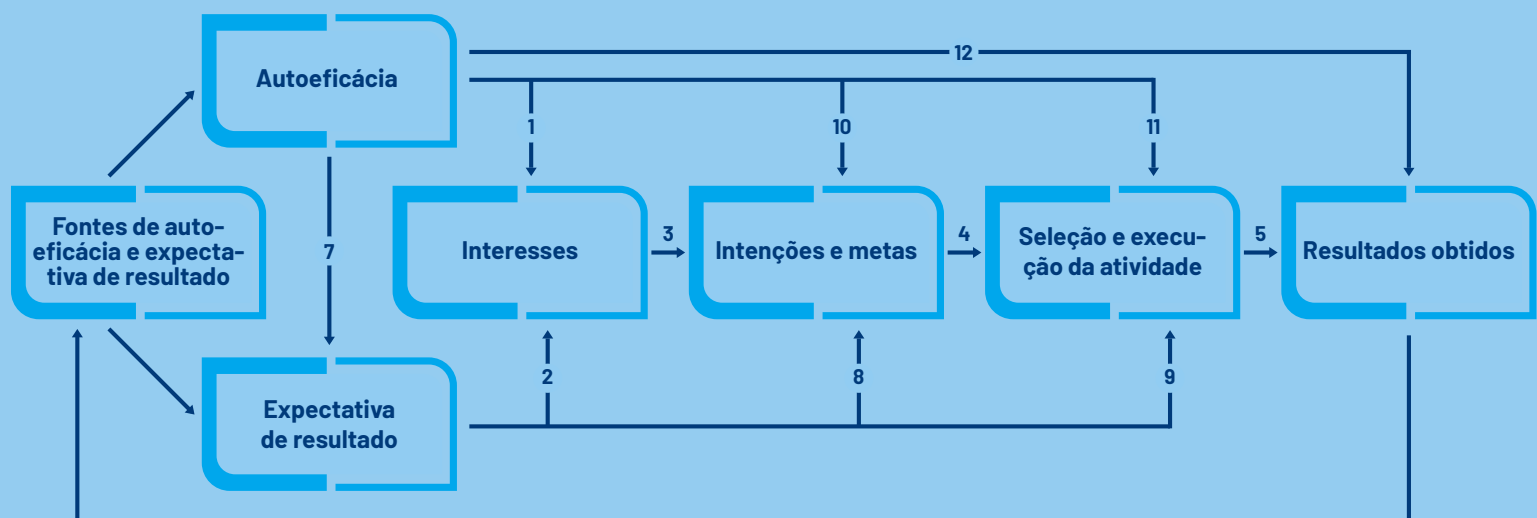 12
Autoeficácia
1
10
11
Fontes de auto-
eficácia e expecta-
tiva de resultado
7
Interesses
3
Intenções e metas
4
Seleção e execu-
ção da atividade
5
Resultados obtidos
2
8
9
Expectativa
de resultado